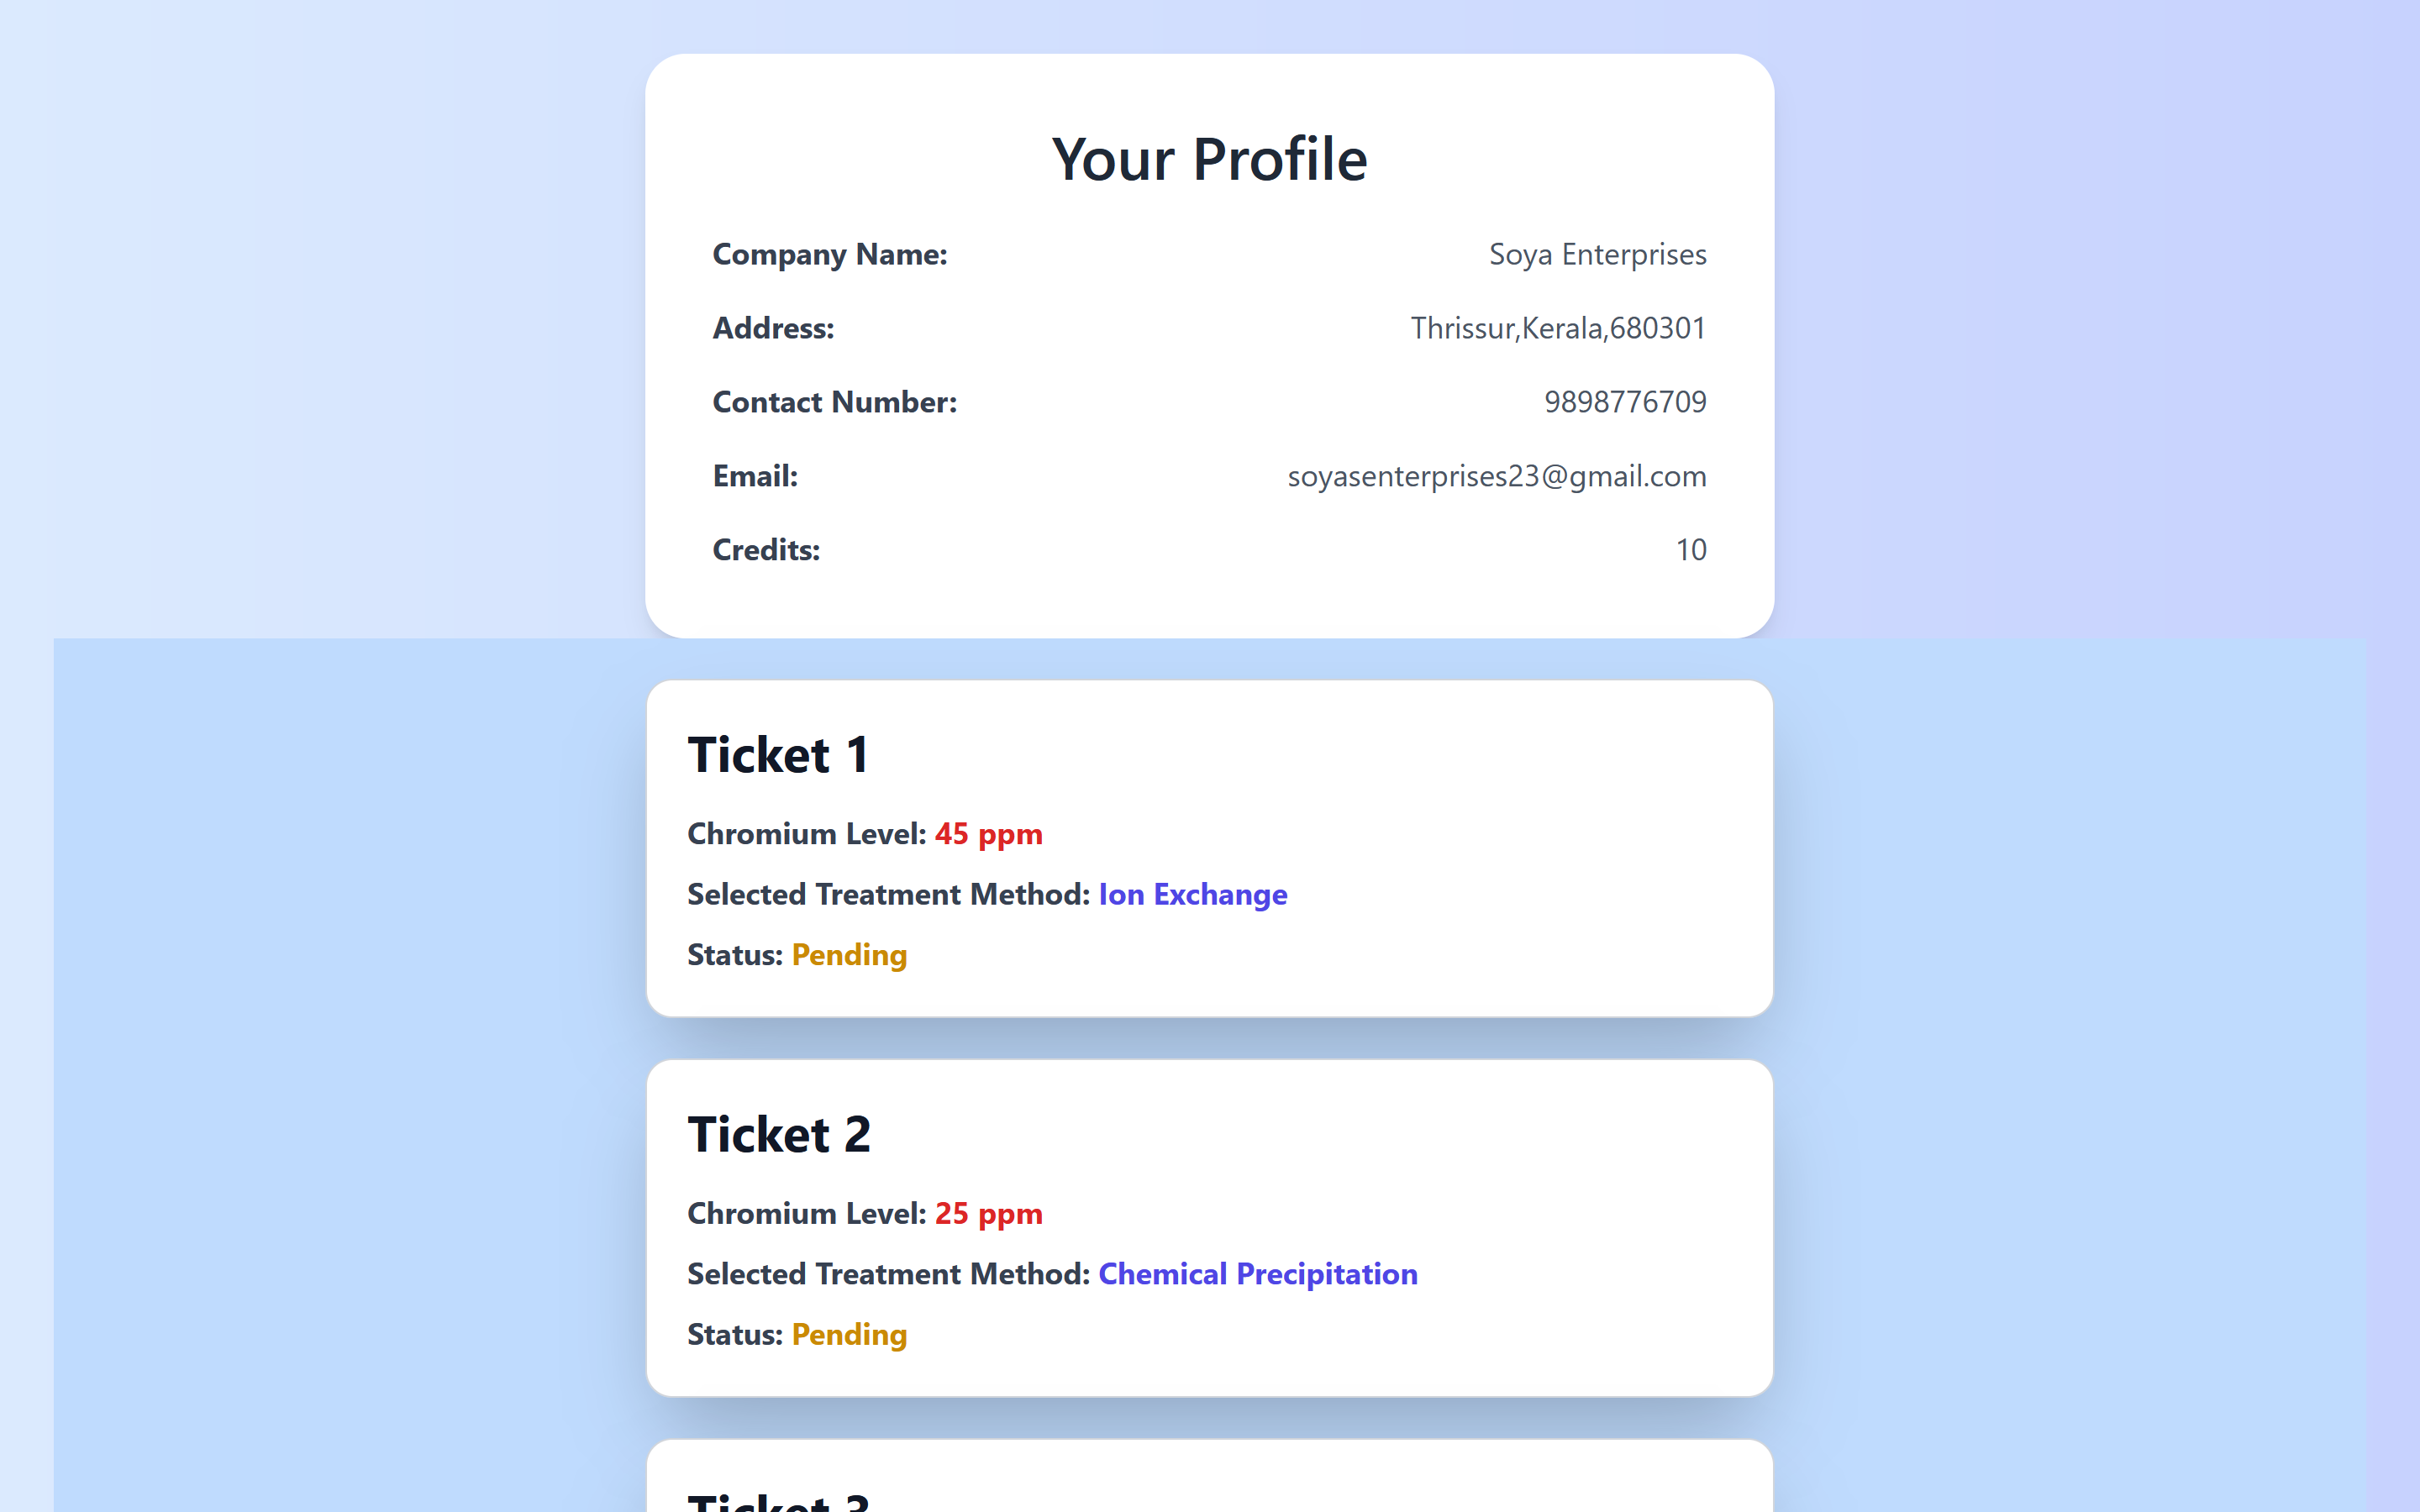 Your Profile
Company Name: Soya Enterprises
Address: Thrissur,Kerala,680301
Contact Number: 9898776709
Email: soyasenterprises23@gmail.com
Credits: 10
Ticket 1
Chromium Level: 45 ppm
Selected Treatment Method: Ion Exchange
Status: Pending
Ticket 2
Chromium Level: 25 ppm
Selected Treatment Method: Chemical Precipitation
Status: Pending
Ticket 3